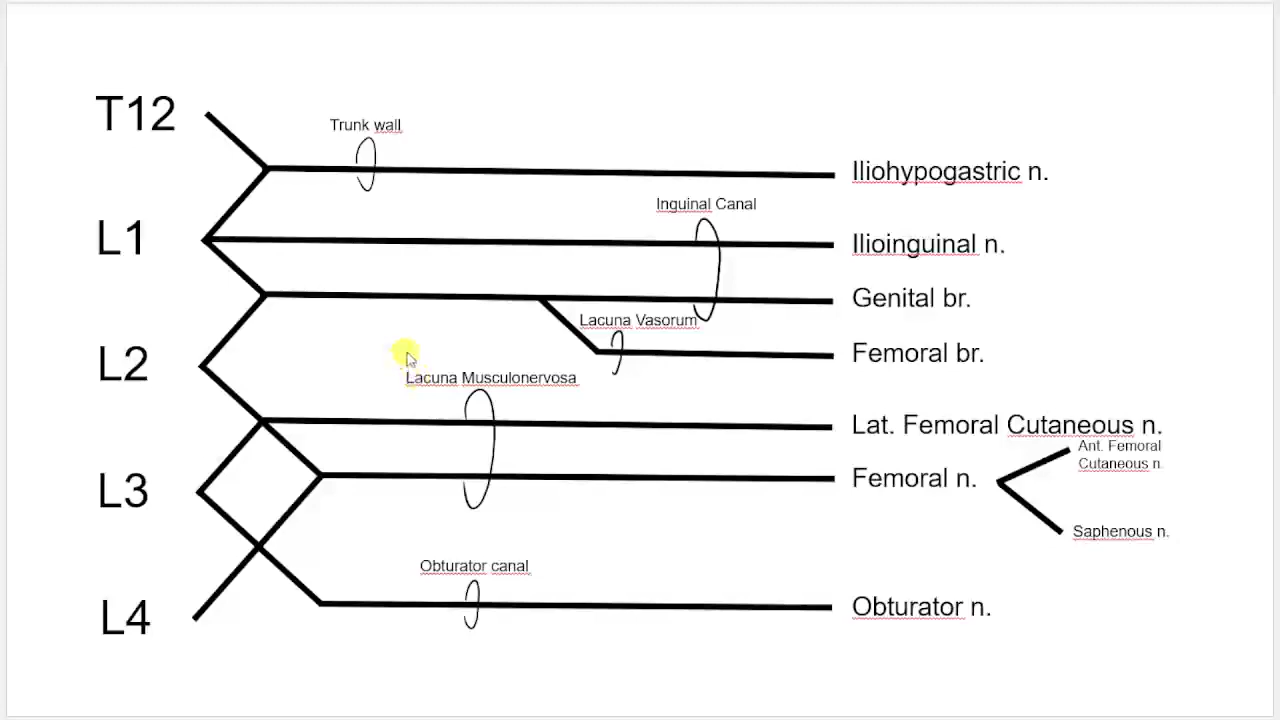 T12
Trunk wall
Iliohypogastric n.
Inguinal Canal
L1
Ilioinguinal n.
Genital br.
Lacuna Vasorum
L2
Femoral br.
Lacuna Musculonervosa
Lat. Femoral Cutaneous n.
Ant. Femoral
Cutaneous n.
L3
Femoral n.
Saphenous n.
Obturator canal
L4
Obturator n.